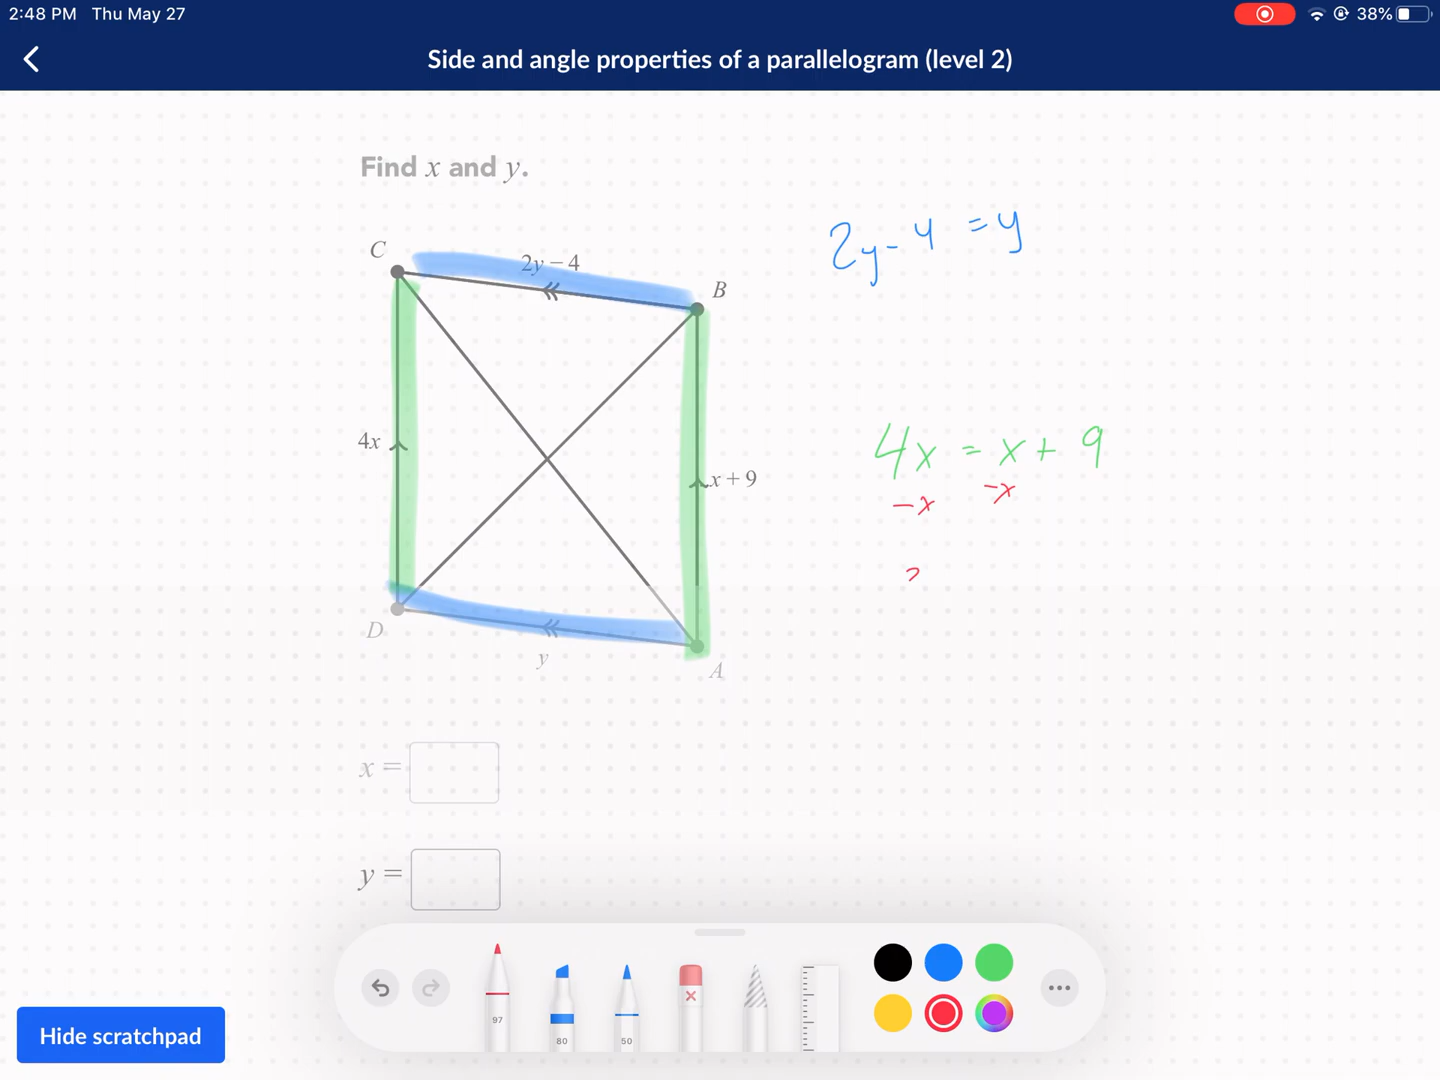 2:48 PM Thu May 27
38%
Side and angle properties of a parallelogram (level 2)
Find x and y.
2y − 4 = y
C
2y − 4
B
4x
x + 9
4x = x + 9
−x −x
D
y
A
x =
y =
97
80
50
Hide scratchpad